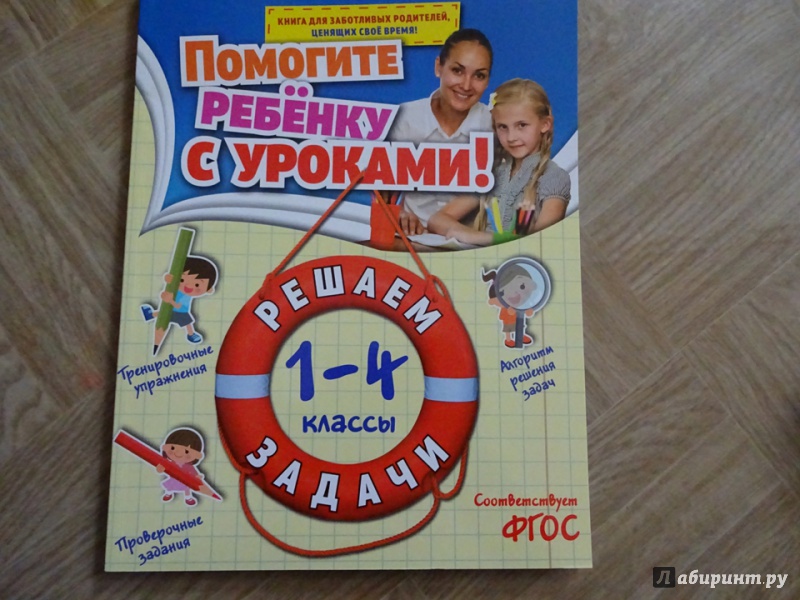 КНИГА ДЛЯ ЗАБОТЛИВЫХ РОДИТЕЛЕЙ,
ЦЕНЯЩИХ СВОЁ ВРЕМЯ!
ПОМОГИТЕ
РЕБЁНКУ
С УРОКАМИ!
РЕШАЕМ
1–4
КЛАССЫ
ЗАДАЧИ
Тренировочные
упражнения
Алгоритм
решения
задач
Проверочные
задания
Соответствует
ФГОС
Лабиринт.ру